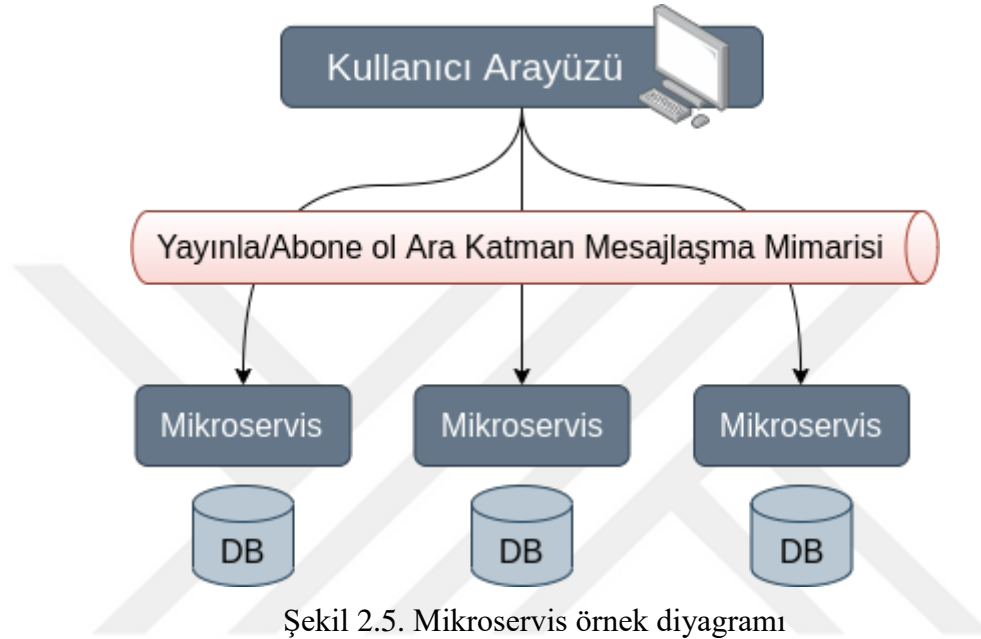 Kullanıcı Arayüzü
Yayınla/Abone ol Ara Katman Mesajlaşma Mimarisi
Mikroservis Mikroservis Mikroservis
DB DB DB
Şekil 2.5. Mikroservis örnek diyagramı